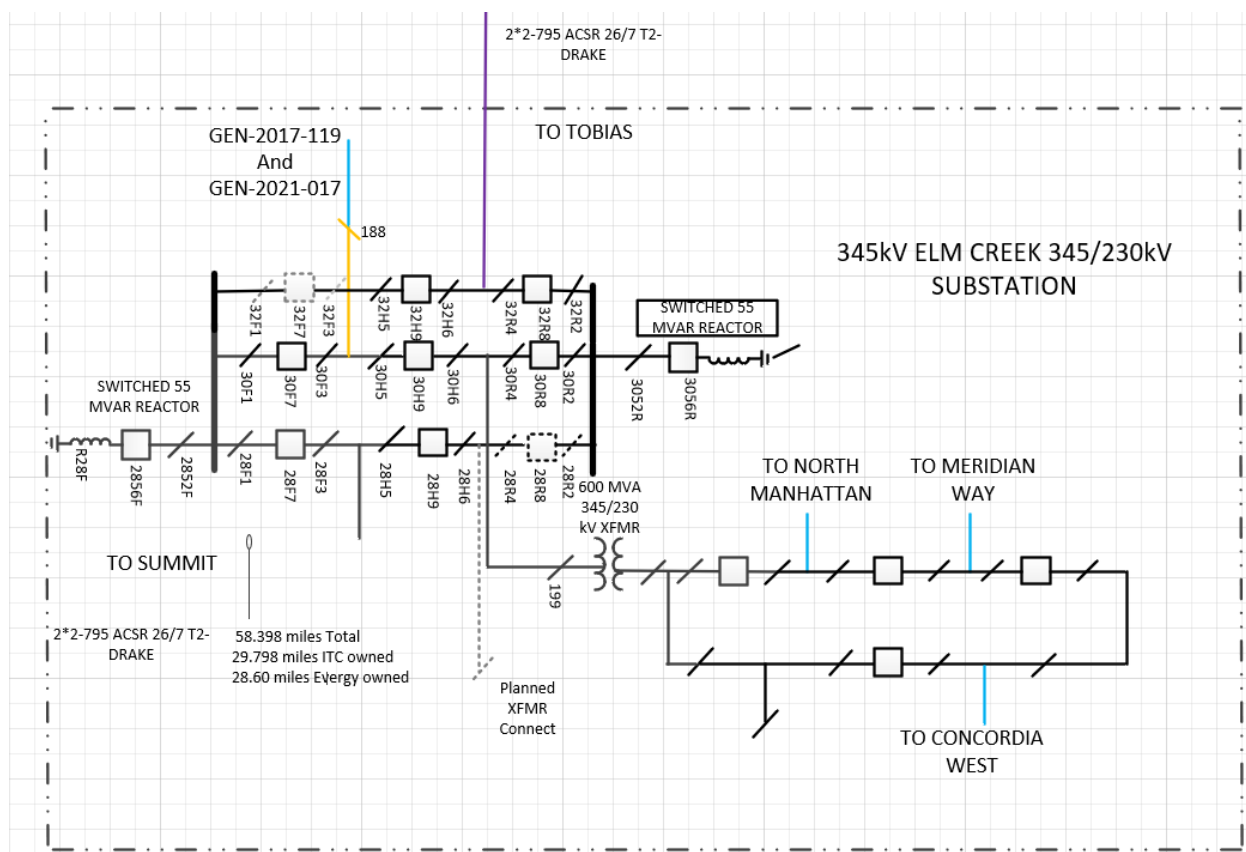 2*2-795 ACSR 26/7 T2-
DRAKE
TO TOBIAS
GEN-2017-119
And
GEN-2021-017
188
345kV ELM CREEK 345/230kV
SUBSTATION
32F1
32F7
32F3
32H5
32H9
32H6
32R4
32R8
32R2
SWITCHED 55
MVAR REACTOR
30F1
30F7
30F3
30H5
30H9
30H6
30R4
30R8
30R2
3052R
3056R
SWITCHED 55
MVAR REACTOR
R28F
2856F
2852F
28F1
28F7
28F3
28H5
28H9
28H6
28R4
28R8
28R2
600 MVA
345/230
kV XFMR
TO NORTH
MANHATTAN
TO MERIDIAN
WAY
TO SUMMIT
199
2*2-795 ACSR 26/7 T2-
DRAKE
58.398 miles Total
29.798 miles ITC owned
28.60 miles Evergy owned
Planned
XFMR
Connect
TO CONCORDIA
WEST